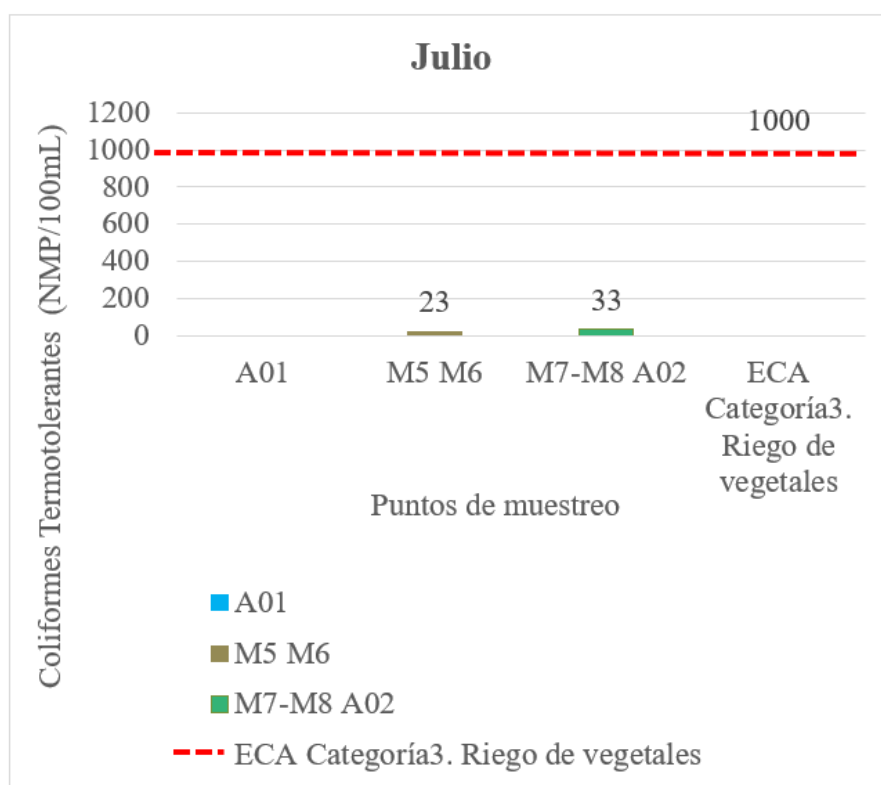 Julio
Coliformes Termotolerantes (NMP/100mL)
1200
1000
800
600
400
200
0
1000
23
33
A01
M5 M6
M7-M8 A02
ECA
Categoría3.
Riego de
vegetales
Puntos de muestreo
A01
M5 M6
M7-M8 A02
ECA Categoría3. Riego de vegetales